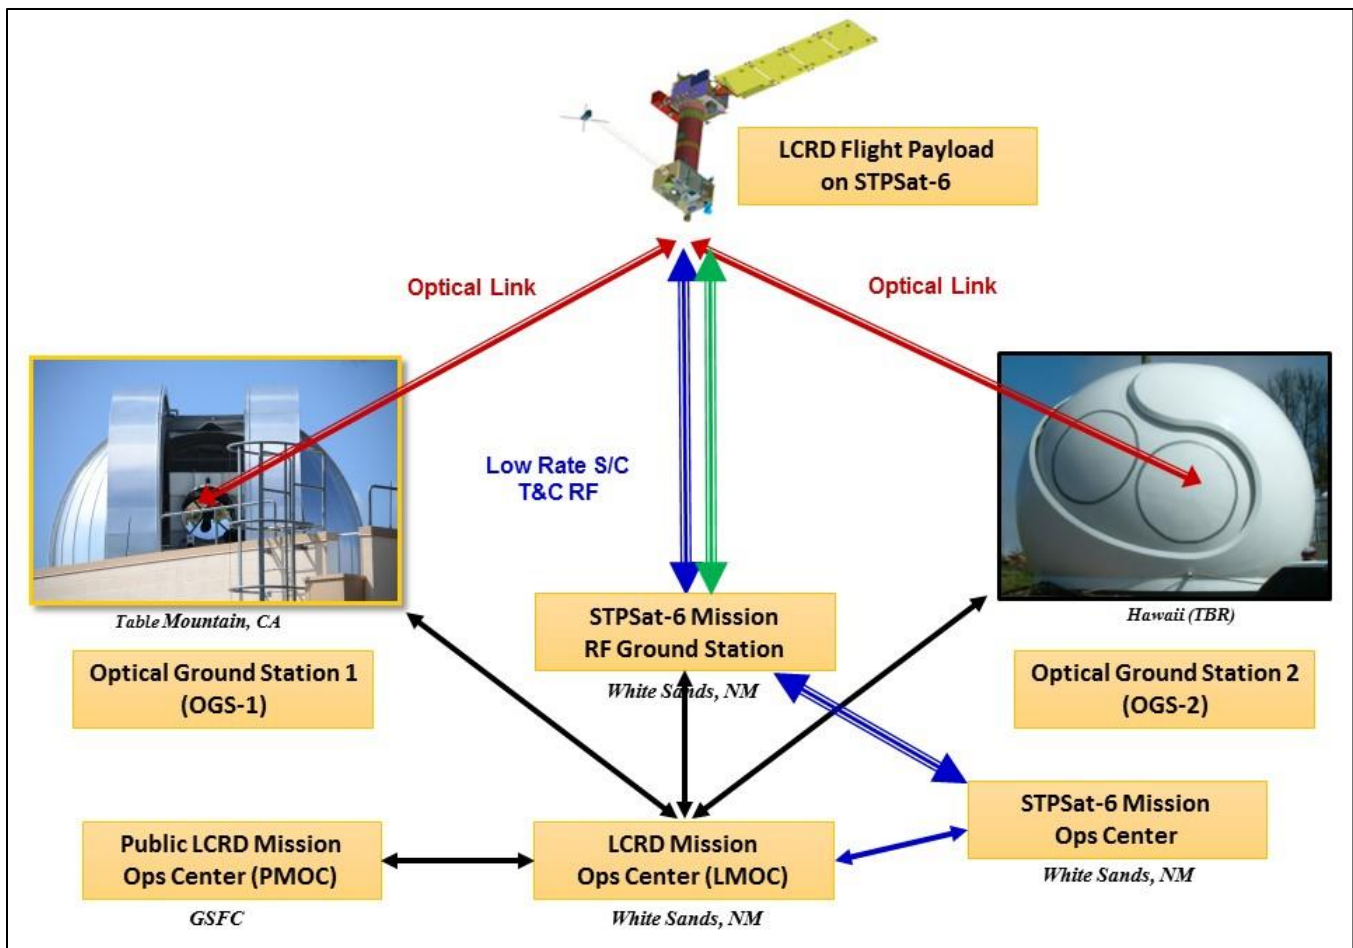 LCRD Flight Payload
on STPSat-6
Optical Link
Optical Link
Low Rate S/C
T&C RF
Table Mountain, CA
Optical Ground Station 1
(OGS-1)
STPSat-6 Mission
RF Ground Station
White Sands, NM
Hawaii (TBR)
Optical Ground Station 2
(OGS-2)
Public LCRD Mission
Ops Center (PMOC)
GSFC
LCRD Mission
Ops Center (LMOC)
White Sands, NM
STPSat-6 Mission
Ops Center
White Sands, NM